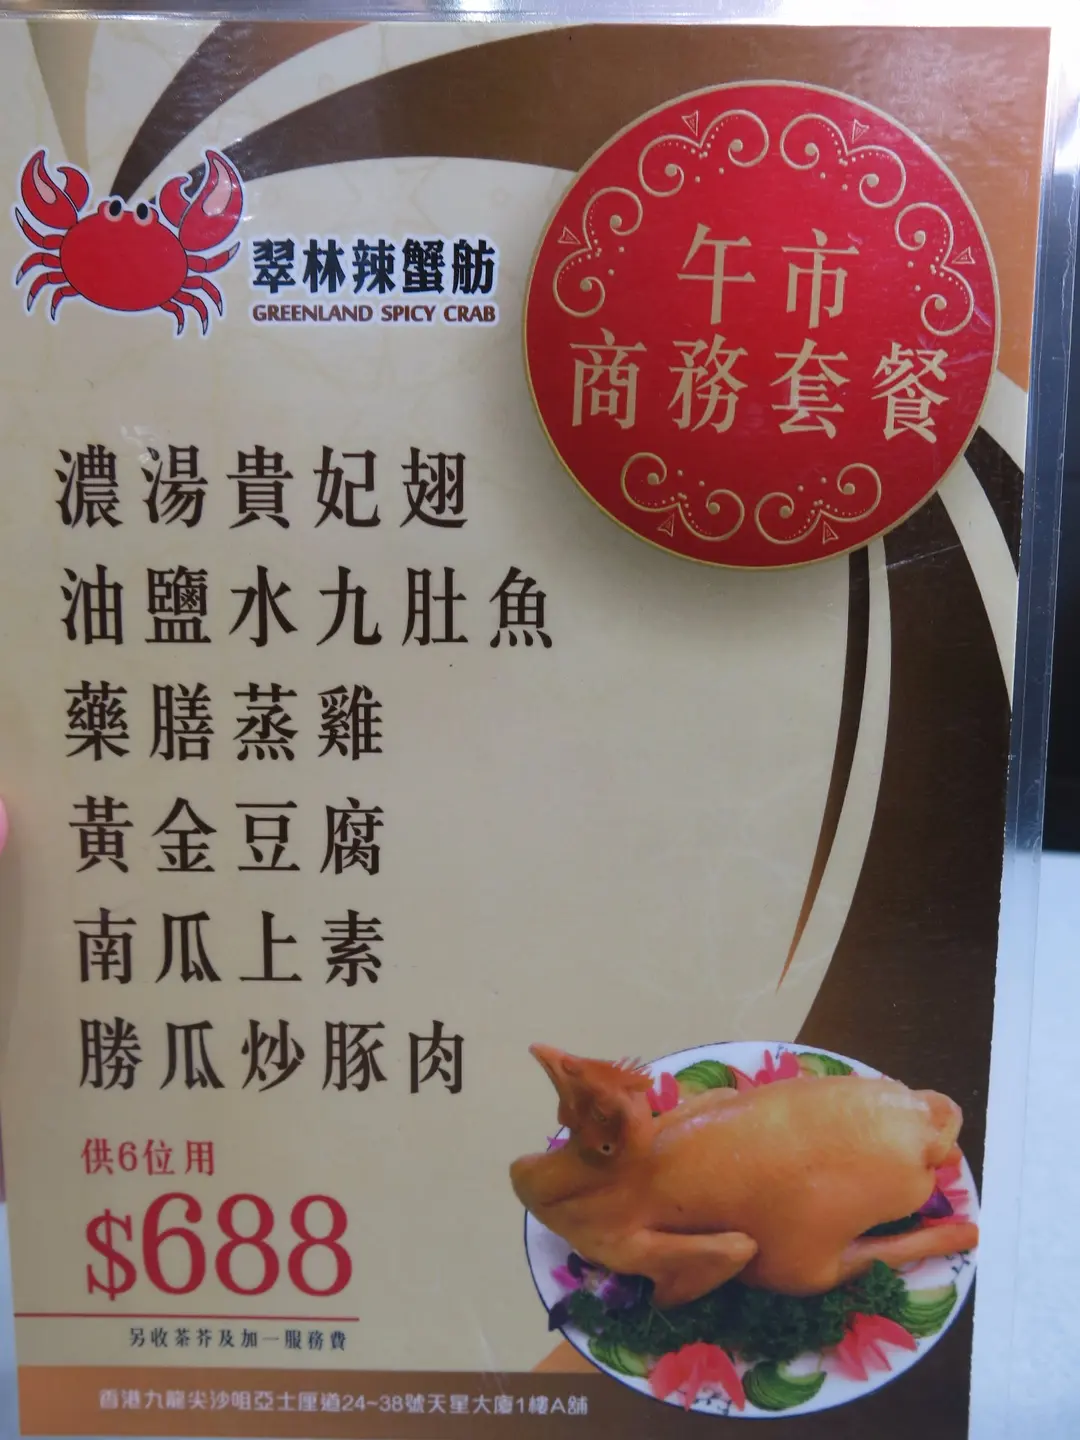 翠林辣蟹舫
GREENLAND SPICY CRAB
午市
商務套餐
濃湯貴妃翅
油鹽水九肚魚
藥膳蒸雞
黃金豆腐
南瓜上素
勝瓜炒豚肉
供6位用
$688
另收茶芥及加一服務費
香港九龍尖沙咀亞士厘道24~38號天星大廈1樓A舖